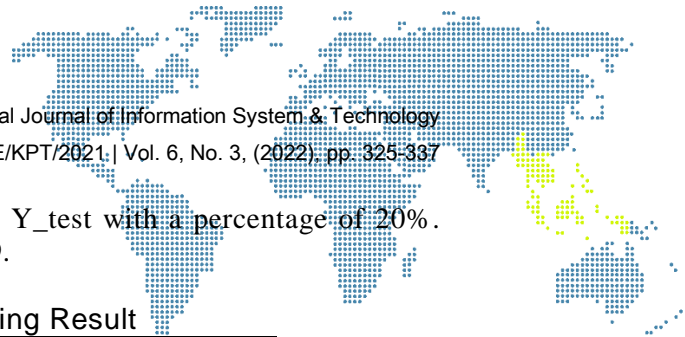 al Journal of Information System & Technology
E/KPT/2021 | Vol. 6, No. 3, (2022), pp. 325-337
Y_test with a percentage of 20%.
.
ing Result